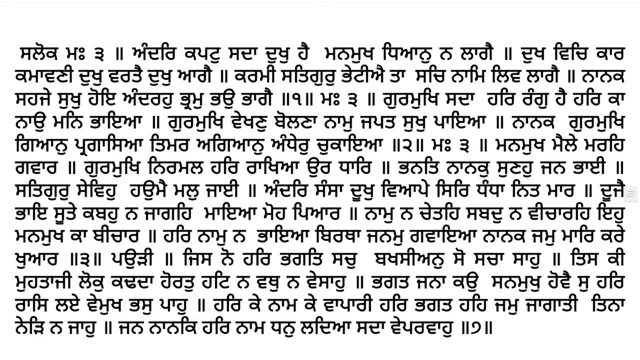 ਸਲੋਕ ਮਃ ੩ ॥ ਅੰਦਰਿ ਕਪਟੁ ਸਦਾ ਦੁਖੁ ਹੈ ਮਨਮੁਖ ਧਿਆਨੁ ਨ ਲਾਗੈ ॥ ਦੁਖ ਵਿਚਿ ਕਾਰ
ਕਮਾਵਣੀ ਦੁਖੁ ਵਰਤੈ ਦੁਖੁ ਆਗੈ ॥ ਕਰਮੀ ਸਤਿਗੁਰੁ ਭੇਟੀਐ ਤਾ ਸਚਿ ਨਾਮਿ ਲਿਵ ਲਾਗੈ ॥ ਨਾਨਕ
ਸਹਜੇ ਸੁਖੁ ਹੋਇ ਅੰਦਰਹੁ ਭ੍ਰਮੁ ਭਉ ਭਾਗੈ ॥੧॥ ਮਃ ੩ ॥ ਗੁਰਮੁਖਿ ਸਦਾ ਹਰਿ ਰੰਗੁ ਹੈ ਹਰਿ ਕਾ
ਨਾਉ ਮਨਿ ਭਾਇਆ ॥ ਗੁਰਮੁਖਿ ਵੇਖਣੁ ਬੋਲਣਾ ਨਾਮੁ ਜਪਤ ਸੁਖੁ ਪਾਇਆ ॥ ਨਾਨਕ ਗੁਰਮੁਖਿ
ਗਿਆਨੁ ਪ੍ਰਗਾਸਿਆ ਤਿਮਰ ਅਗਿਆਨੁ ਅੰਧੇਰੁ ਚੁਕਾਇਆ ॥੨॥ ਮਃ ੩ ॥ ਮਨਮੁਖ ਮੈਲੇ ਮਰਹਿ
ਗਵਾਰ ॥ ਗੁਰਮੁਖਿ ਨਿਰਮਲ ਹਰਿ ਰਾਖਿਆ ਉਰ ਧਾਰਿ ॥ ਭਨਤਿ ਨਾਨਕੁ ਸੁਣਹੁ ਜਨ ਭਾਈ ॥
ਸਤਿਗੁਰੁ ਸੇਵਿਹੁ ਹਉਮੈ ਮਲੁ ਜਾਈ ॥ ਅੰਦਰਿ ਸੰਸਾ ਦੂਖੁ ਵਿਆਪੇ ਸਿਰਿ ਧੰਧਾ ਨਿਤ ਮਾਰ ॥ ਦੂਜੈ
ਭਾਇ ਸੂਤੇ ਕਬਹੁ ਨ ਜਾਗਹਿ ਮਾਇਆ ਮੋਹ ਪਿਆਰ ॥ ਨਾਮੁ ਨ ਚੇਤਹਿ ਸਬਦੁ ਨ ਵੀਚਾਰਹਿ ਇਹੁ
ਮਨਮੁਖ ਕਾ ਬੀਚਾਰ ॥ ਹਰਿ ਨਾਮੁ ਨ ਭਾਇਆ ਬਿਰਥਾ ਜਨਮੁ ਗਵਾਇਆ ਨਾਨਕ ਜਮੁ ਮਾਰਿ ਕਰੇ
ਖੁਆਰ ॥੩॥ ਪਉੜੀ ॥ ਜਿਸ ਨੋ ਹਰਿ ਭਗਤਿ ਸਚੁ ਬਖਸੀਅਨੁ ਸੋ ਸਚਾ ਸਾਹੁ ॥ ਤਿਸ ਕੀ
ਮੁਹਤਾਜੀ ਲੋਕੁ ਕਢਦਾ ਹੋਰਤੁ ਹਟਿ ਨ ਵਥੁ ਨ ਵੇਸਾਹੁ ॥ ਭਗਤ ਜਨਾ ਕਉ ਸਨਮੁਖੁ ਹੋਵੈ ਸੁ ਹਰਿ
ਰਾਸਿ ਲਏ ਵੇਮੁਖ ਭਸੁ ਪਾਹੁ ॥ ਹਰਿ ਕੇ ਨਾਮ ਕੇ ਵਾਪਾਰੀ ਹਰਿ ਭਗਤ ਹਹਿ ਜਮੁ ਜਾਗਾਤੀ ਤਿਨਾ
ਨੇੜਿ ਨ ਜਾਹੁ ॥ ਜਨ ਨਾਨਕਿ ਹਰਿ ਨਾਮ ਧਨੁ ਲਦਿਆ ਸਦਾ ਵੇਪਰਵਾਹੁ ॥੭॥